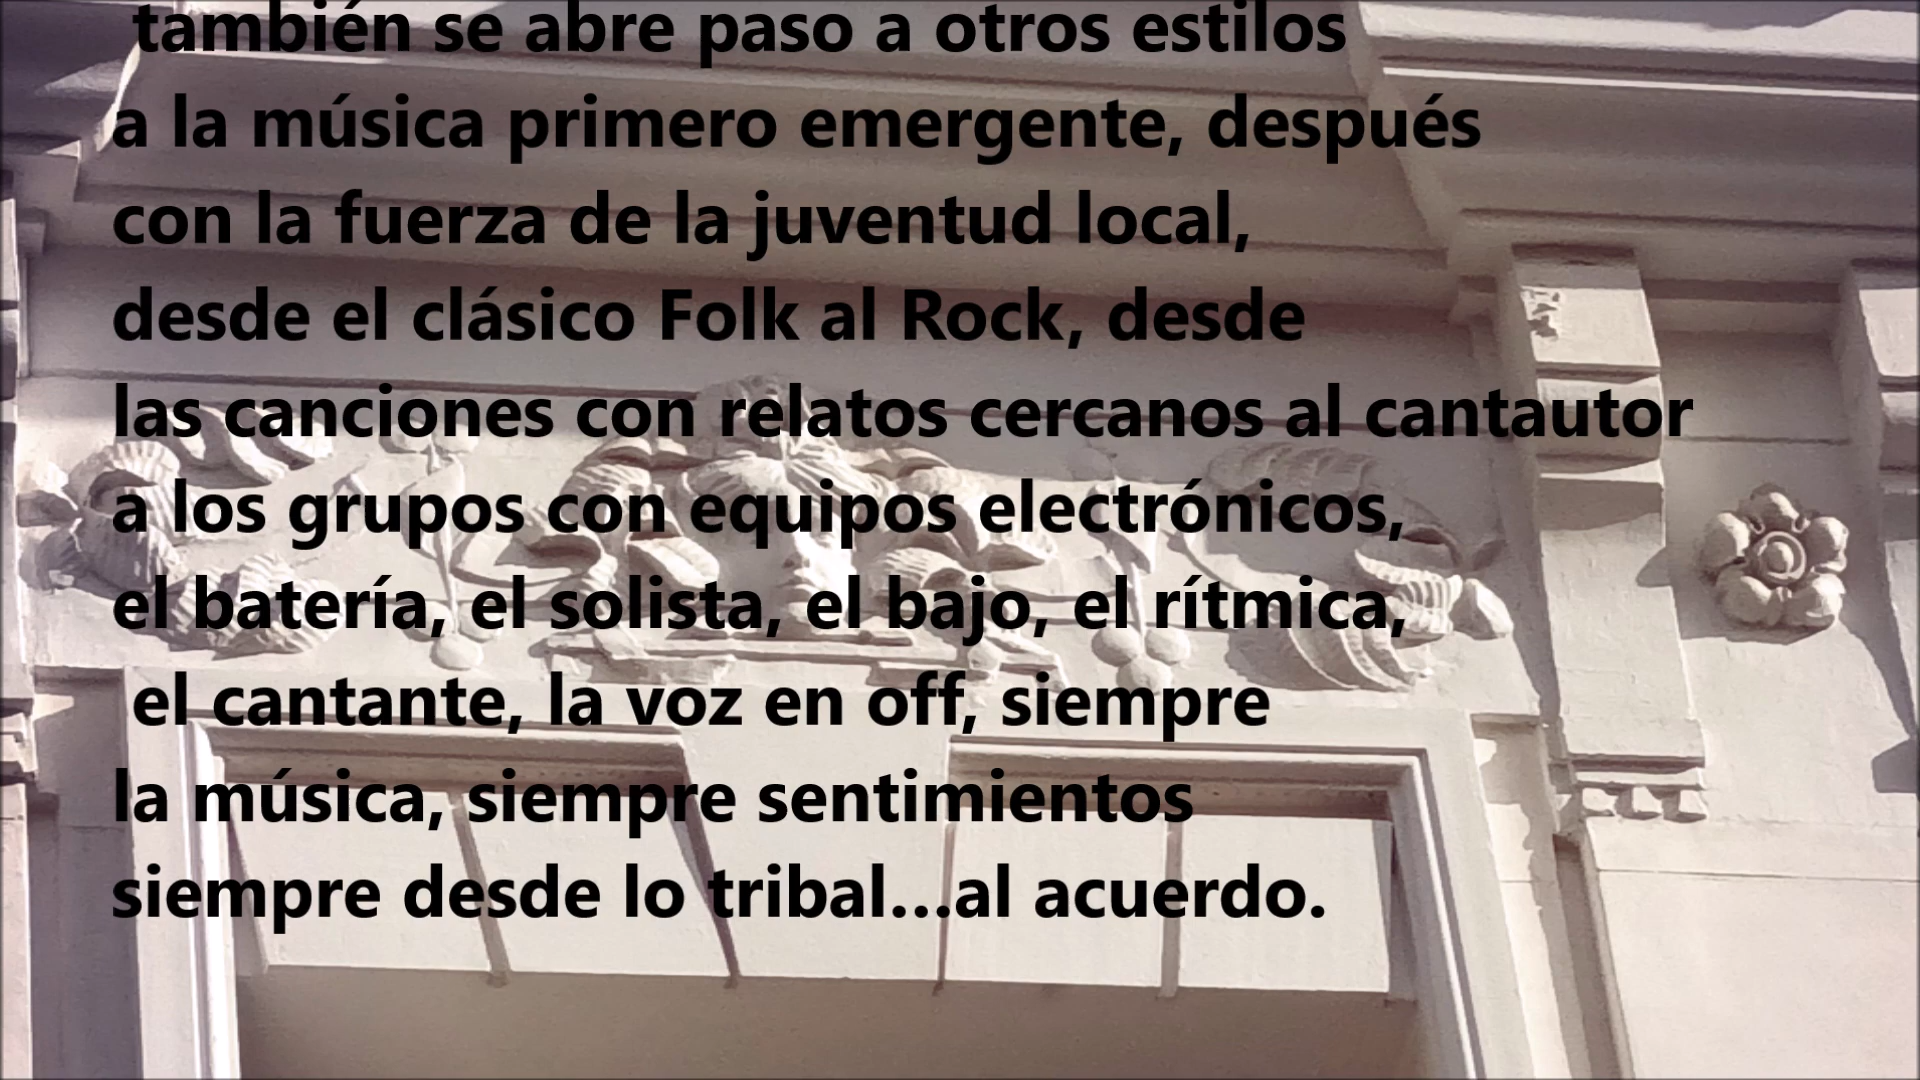 también se abre paso a otros estilos
a la música primero emergente, después
con la fuerza de la juventud local,
desde el clásico Folk al Rock, desde
las canciones con relatos cercanos al cantautor
a los grupos con equipos electrónicos,
el batería, el solista, el bajo, el rítmica,
el cantante, la voz en off, siempre
la música, siempre sentimientos
siempre desde lo tribal...al acuerdo.